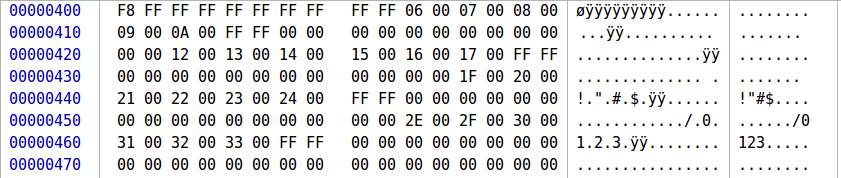 00000400 F8 FF FF FF FF FF FF FF FF FF 06 00 07 00 08 00 øÿÿÿÿÿÿÿÿÿ...... ........
00000410 09 00 0A 00 FF FF 00 00 00 00 00 00 00 00 00 00 ...ÿÿ.......... .......
00000420 00 00 12 00 13 00 14 00 15 00 16 00 17 00 FF FF ..............ÿÿ ........
00000430 00 00 00 00 00 00 00 00 00 00 00 00 1F 00 20 00 .............. . .......
00000440 21 00 22 00 23 00 24 00 FF FF 00 00 00 00 00 00 !.".#.$.ÿÿ...... !"#$....
00000450 00 00 00 00 00 00 00 00 00 00 2E 00 2F 00 30 00 ............/.0. ....../0
00000460 31 00 32 00 33 00 FF FF 00 00 00 00 00 00 00 00 1.2.3.ÿÿ........ 123.....
00000470 00 00 00 00 00 00 00 00 00 00 00 00 00 00 00 00 ................ ........